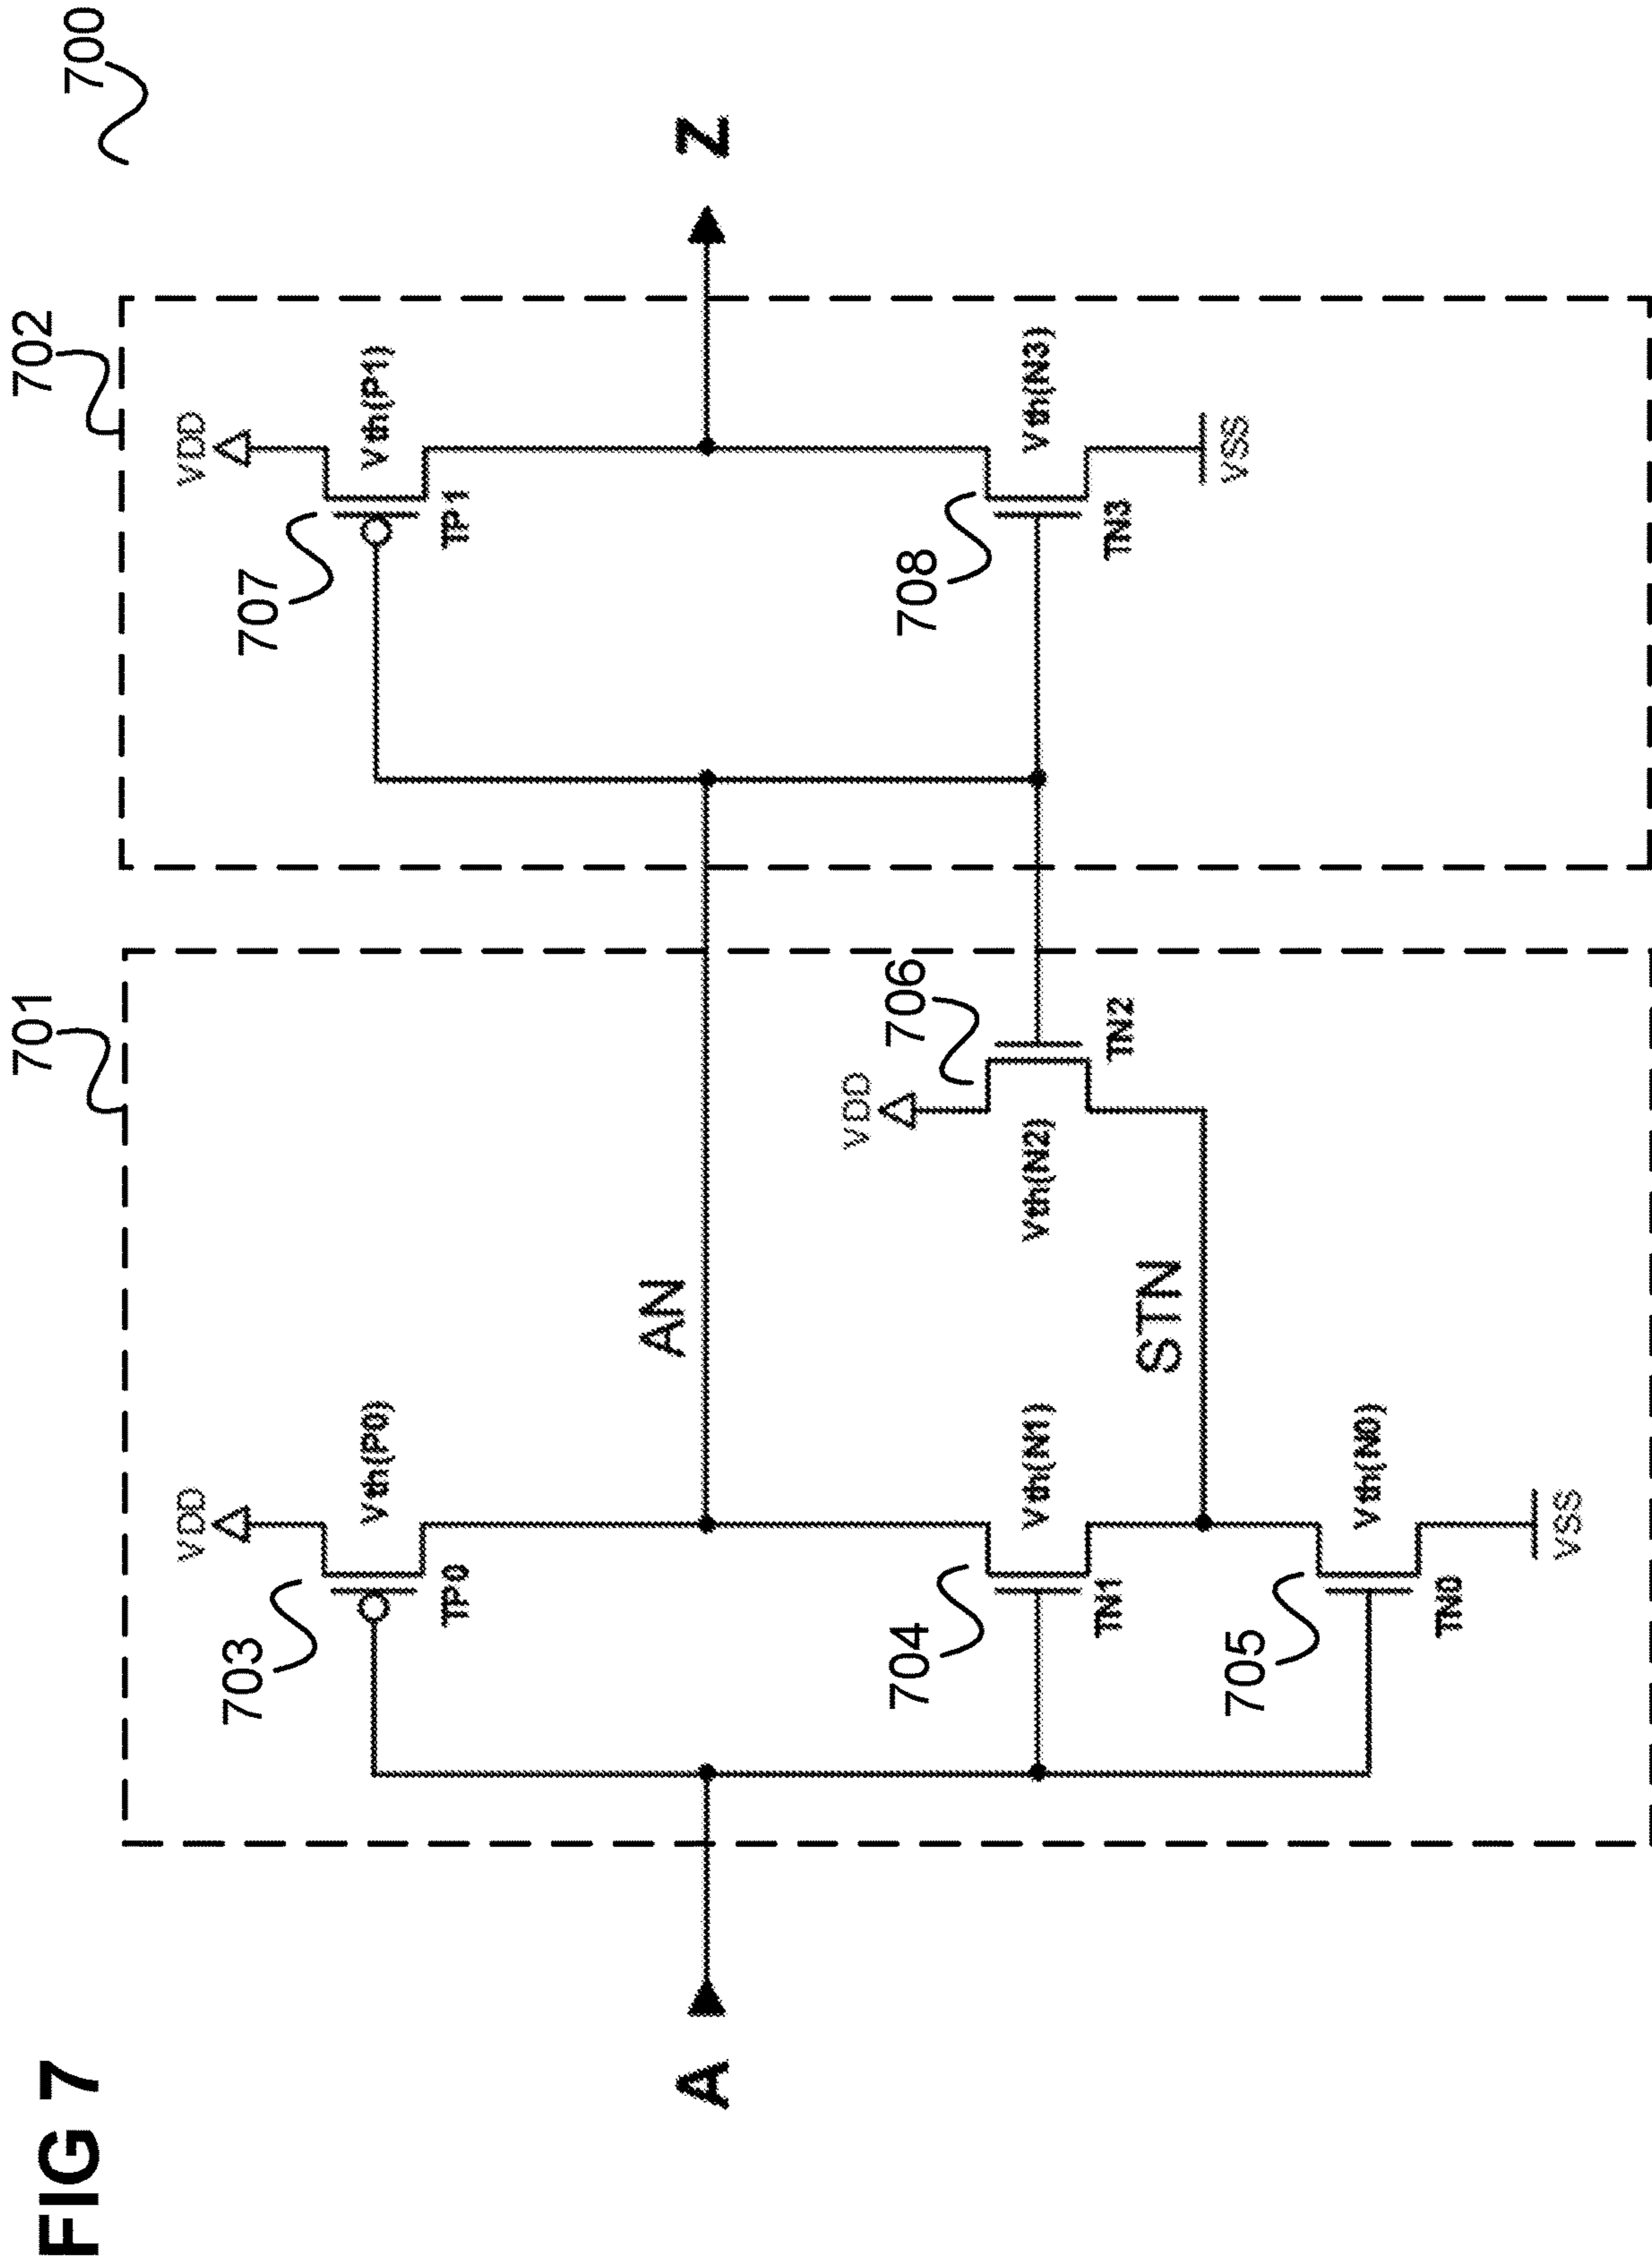 FIG 7
700
701
702
VDD
VDD
703
Vth(P0)
TP0
707
Vth(P1)
TP1
A
AN
Z
VDD
704
Vth(N1)
TN1
706
Vth(N2)
TN2
708
Vth(N3)
TN3
STN
VSS
705
Vth(N0)
TN0
VSS